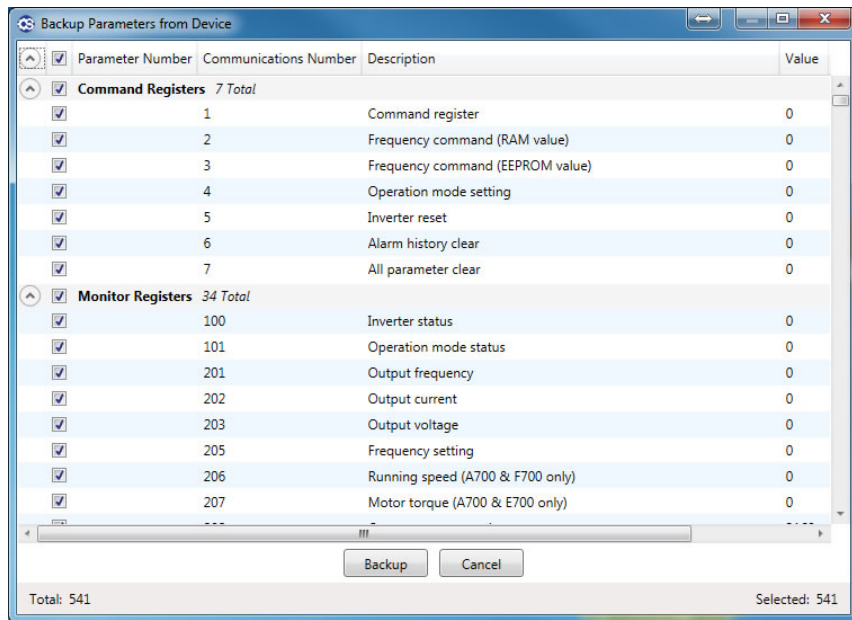 Backup Parameters from Device
Parameter Number Communications Number Description Value
Command Registers 7 Total
1 Command register 0
2 Frequency command (RAM value) 0
3 Frequency command (EEPROM value) 0
4 Operation mode setting 0
5 Inverter reset 0
6 Alarm history clear 0
7 All parameter clear 0
Monitor Registers 34 Total
100 Inverter status 0
101 Operation mode status 0
201 Output frequency 0
202 Output current 0
203 Output voltage 0
205 Frequency setting 0
206 Running speed (A700 & F700 only) 0
207 Motor torque (A700 & E700 only) 0
Backup Cancel
Total: 541 Selected: 541